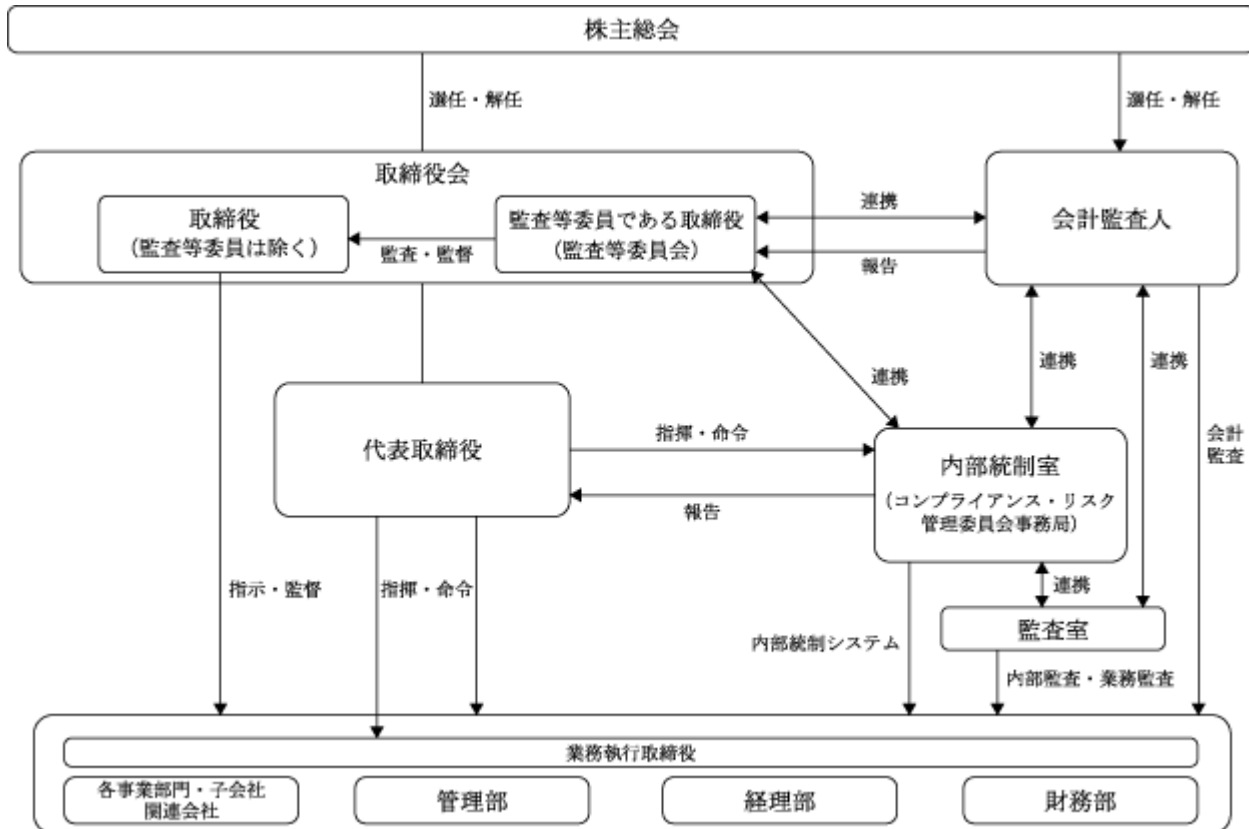 株主総会
選任・解任
選任・解任
取締役会
取締役
（監査等委員は除く）
監査・監督
監査等委員である取締役
（監査等委員会）
連携
報告
会計監査人
連携
連携
連携
会計
監査
代表取締役
指揮・命令
報告
内部統制室
（コンプライアンス・リスク
管理委員会事務局）
指示・監督
指揮・命令
連携
監査室
内部統制システム
内部監査・業務監査
業務執行取締役
各事業部門・子会社
関連会社
管理部
経理部
財務部